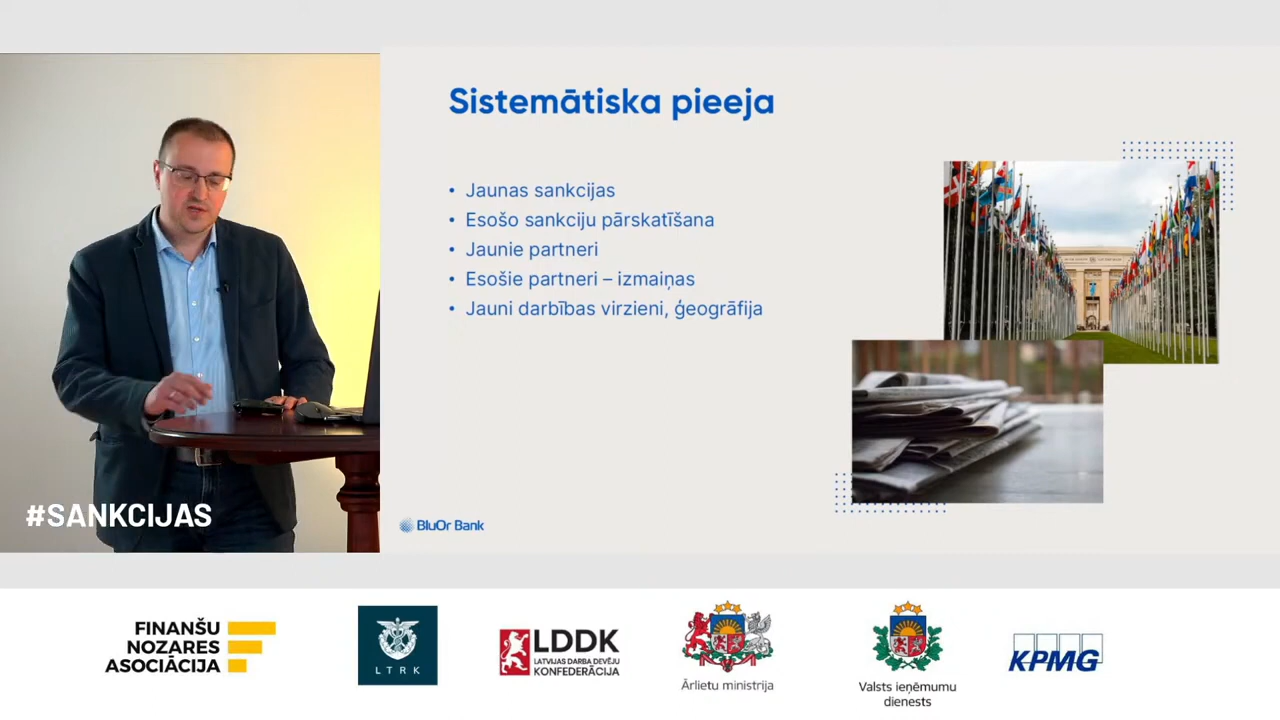 Sistemātiska pieeja
• Jaunas sankcijas
• Esošo sankciju pārskatīšana
• Jaunie partneri
• Esošie partneri – izmaiņas
• Jauni darbības virzieni, ģeogrāfija
#SANKCIJAS
BluOr Bank
FINANŠU
NOZARES
ASOCIĀCIJA
LTRK
LDDK
LATVIJAS DARBA DEVĒJU
KONFEDERĀCIJA
Ārlietu ministrija
Valsts ieņēmumu
dienests
KPMG